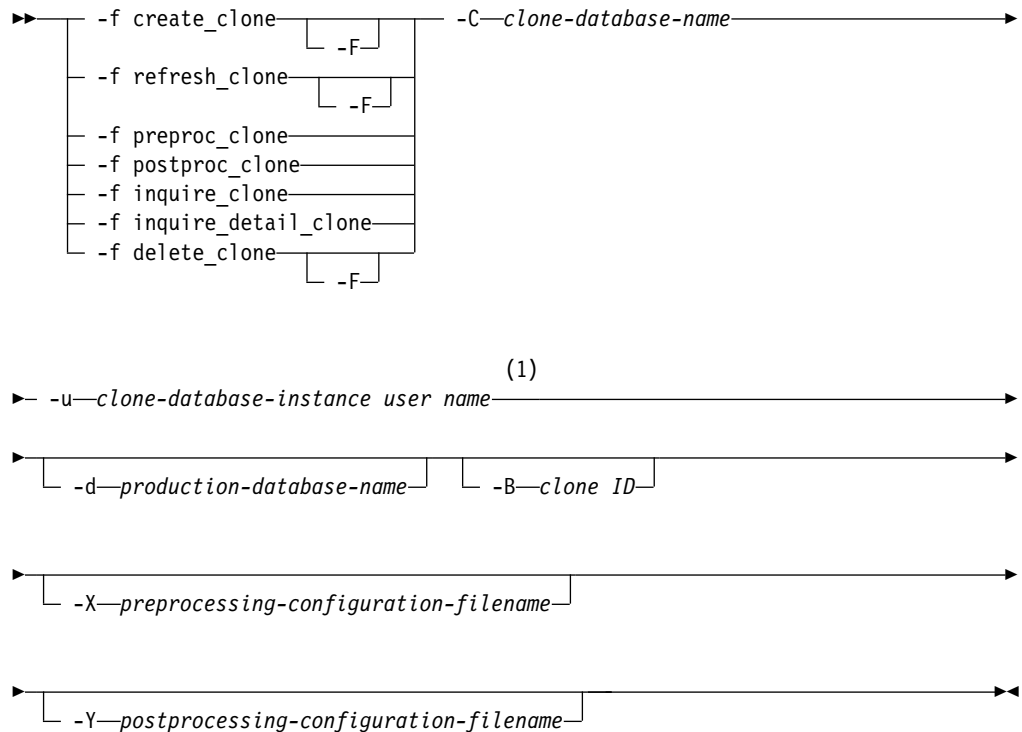 -f create_clone -C clone-database-name
-F
-f refresh_clone
-F
-f preproc_clone
-f postproc_clone
-f inquire_clone
-f inquire_detail_clone
-f delete_clone
-F
(1)
-u clone-database-instance user name
-d production-database-name -B clone ID
-X preprocessing-configuration-filename
-Y postprocessing-configuration-filename